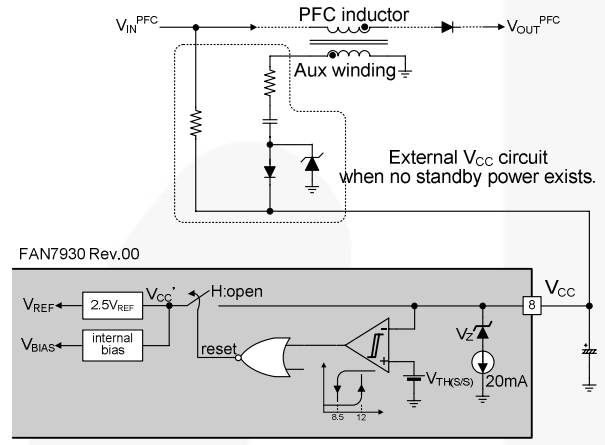 PFC inductor
V_IN^PFC
V_OUT^PFC
Aux winding
External V_CC circuit
when no standby power exists.
FAN7930 Rev.00
V_CC'
H:open
8
V_CC
V_REF
2.5V_REF
V_Z
V_BIAS
internal
bias
reset
-
+
V_TH(S/S)
20mA
8.5
12